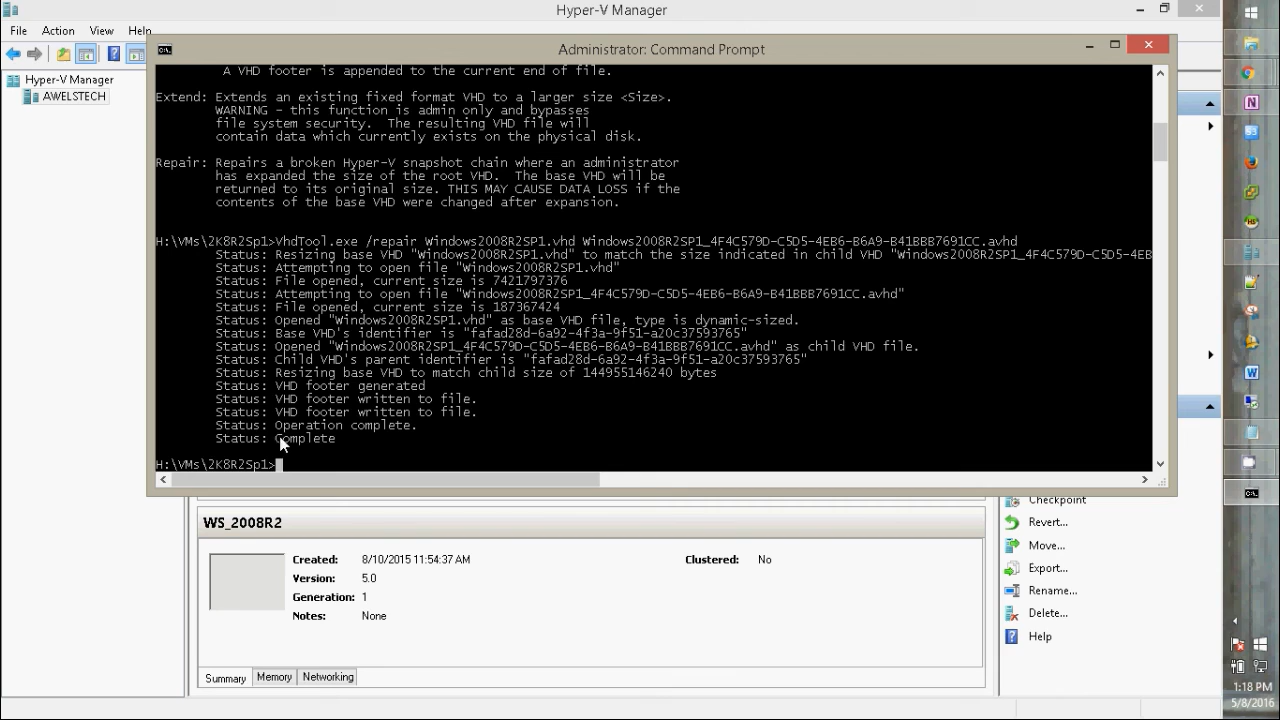 Hyper-V Manager
File Action View Help
Administrator: Command Prompt
Hyper-V Manager
AWELSTECH
A VHD footer is appended to the current end of file.
Extend: Extends an existing fixed format VHD to a larger size <Size>.
WARNING - this function is admin only and bypasses
file system security. The resulting VHD file will
contain data which currently exists on the physical disk.
Repair: Repairs a broken Hyper-V snapshot chain where an administrator
has expanded the size of the root VHD. The base VHD will be
returned to its original size. THIS MAY CAUSE DATA LOSS if the
contents of the base VHD were changed after expansion.
H:\VMs\2K8R2Sp1>VhdTool.exe /repair Windows2008R2SP1.vhd Windows2008R2SP1_4F4C579D-C5D5-4EB6-B6A9-B41BBB7691CC.avhd
Status: Resizing base VHD "Windows2008R2SP1.vhd" to match the size indicated in child VHD "Windows2008R2SP1_4F4C579D-C5D5-4EB
Status: Attempting to open file "Windows2008R2SP1.vhd"
Status: File opened, current size is 7421797376
Status: Attempting to open file "Windows2008R2SP1_4F4C579D-C5D5-4EB6-B6A9-B41BBB7691CC.avhd"
Status: File opened, current size is 187367424
Status: Opened "Windows2008R2SP1.vhd" as base VHD file, type is dynamic-sized.
Status: Base VHD's identifier is "fafad28d-6a92-4f3a-9f51-a20c37593765"
Status: Opened "Windows2008R2SP1_4F4C579D-C5D5-4EB6-B6A9-B41BBB7691CC.avhd" as child VHD file.
Status: Child VHD's parent identifier is "fafad28d-6a92-4f3a-9f51-a20c37593765"
Status: Resizing base VHD to match child size of 144955146240 bytes
Status: VHD footer generated
Status: VHD footer written to file.
Status: VHD footer written to file.
Status: Operation complete.
Status: Complete
H:\VMs\2K8R2Sp1>
Checkpoint
Revert...
Move...
Export...
Rename...
Delete...
Help
WS_2008R2
Created: 8/10/2015 11:54:37 AM Clustered: No
Version: 5.0
Generation: 1
Notes: None
Summary Memory Networking
1:18 PM
5/8/2016